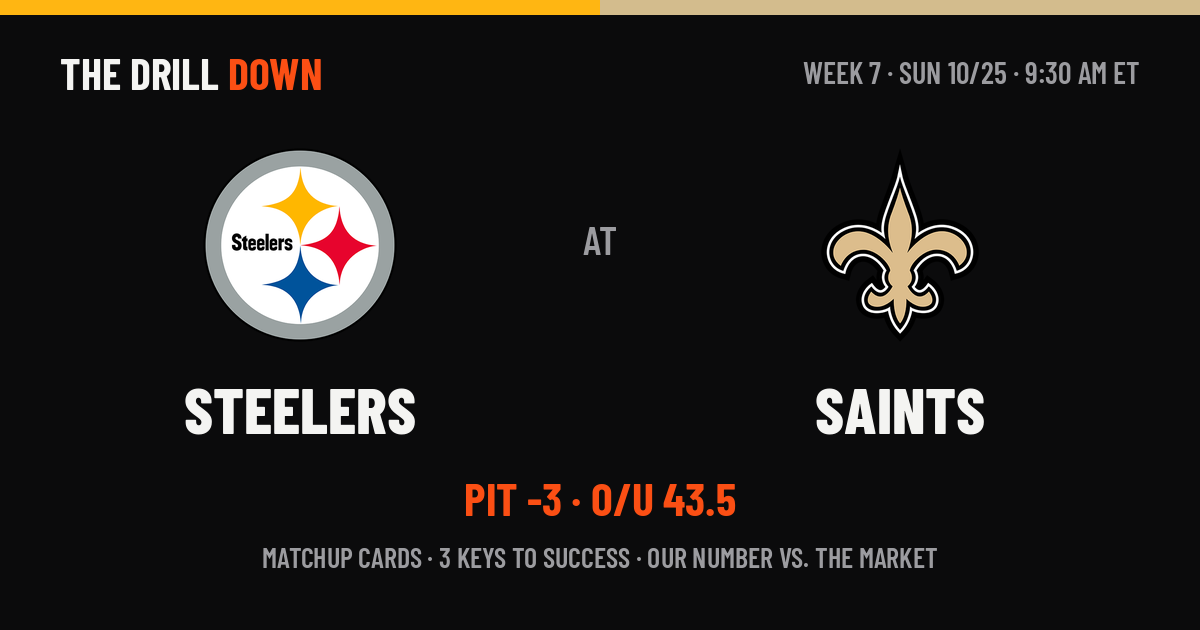 THE DRILL DOWN
WEEK 7 · SUN 10/25 · 9:30 AM ET
Steelers
AT
STEELERS
SAINTS
PIT -3 · O/U 43.5
MATCHUP CARDS · 3 KEYS TO SUCCESS · OUR NUMBER VS. THE MARKET